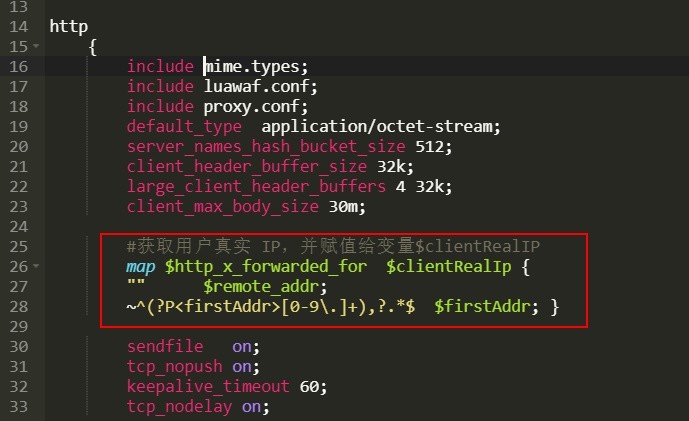 13
14 http
15 {
16 include mime.types;
17 include luawaf.conf;
18 include proxy.conf;
19 default_type  application/octet-stream;
20 server_names_hash_bucket_size 512;
21 client_header_buffer_size 32k;
22 large_client_header_buffers 4 32k;
23 client_max_body_size 30m;
24
25 #获取用户真实 IP，并赋值给变量$clientRealIP
26 map $http_x_forwarded_for  $clientRealIp {
27 ""      $remote_addr;
28 ~^(?P<firstAddr>[0-9\.]+),?.*$  $firstAddr; }
29
30 sendfile   on;
31 tcp_nopush on;
32 keepalive_timeout 60;
33 tcp_nodelay on;